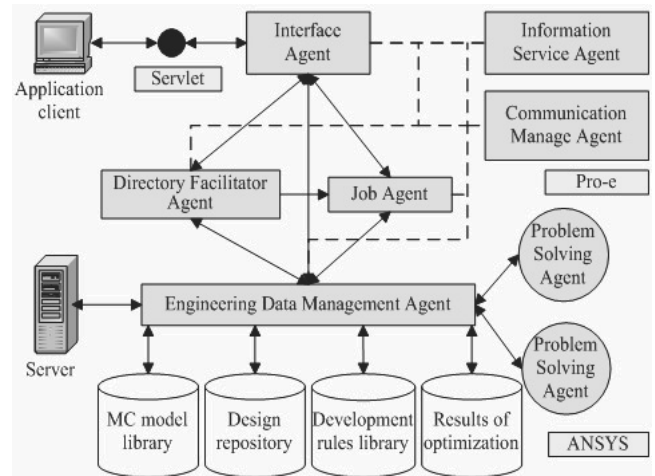 Interface
Agent
Information
Service Agent
Servlet
Application
client
Communication
Manage Agent
Pro-e
Directory Facilitator
Agent
Job Agent
Problem
Solving
Agent
Engineering Data Management Agent
Server
Problem
Solving
Agent
MC model
library
Design
repository
Development
rules library
Results of
optimization
ANSYS